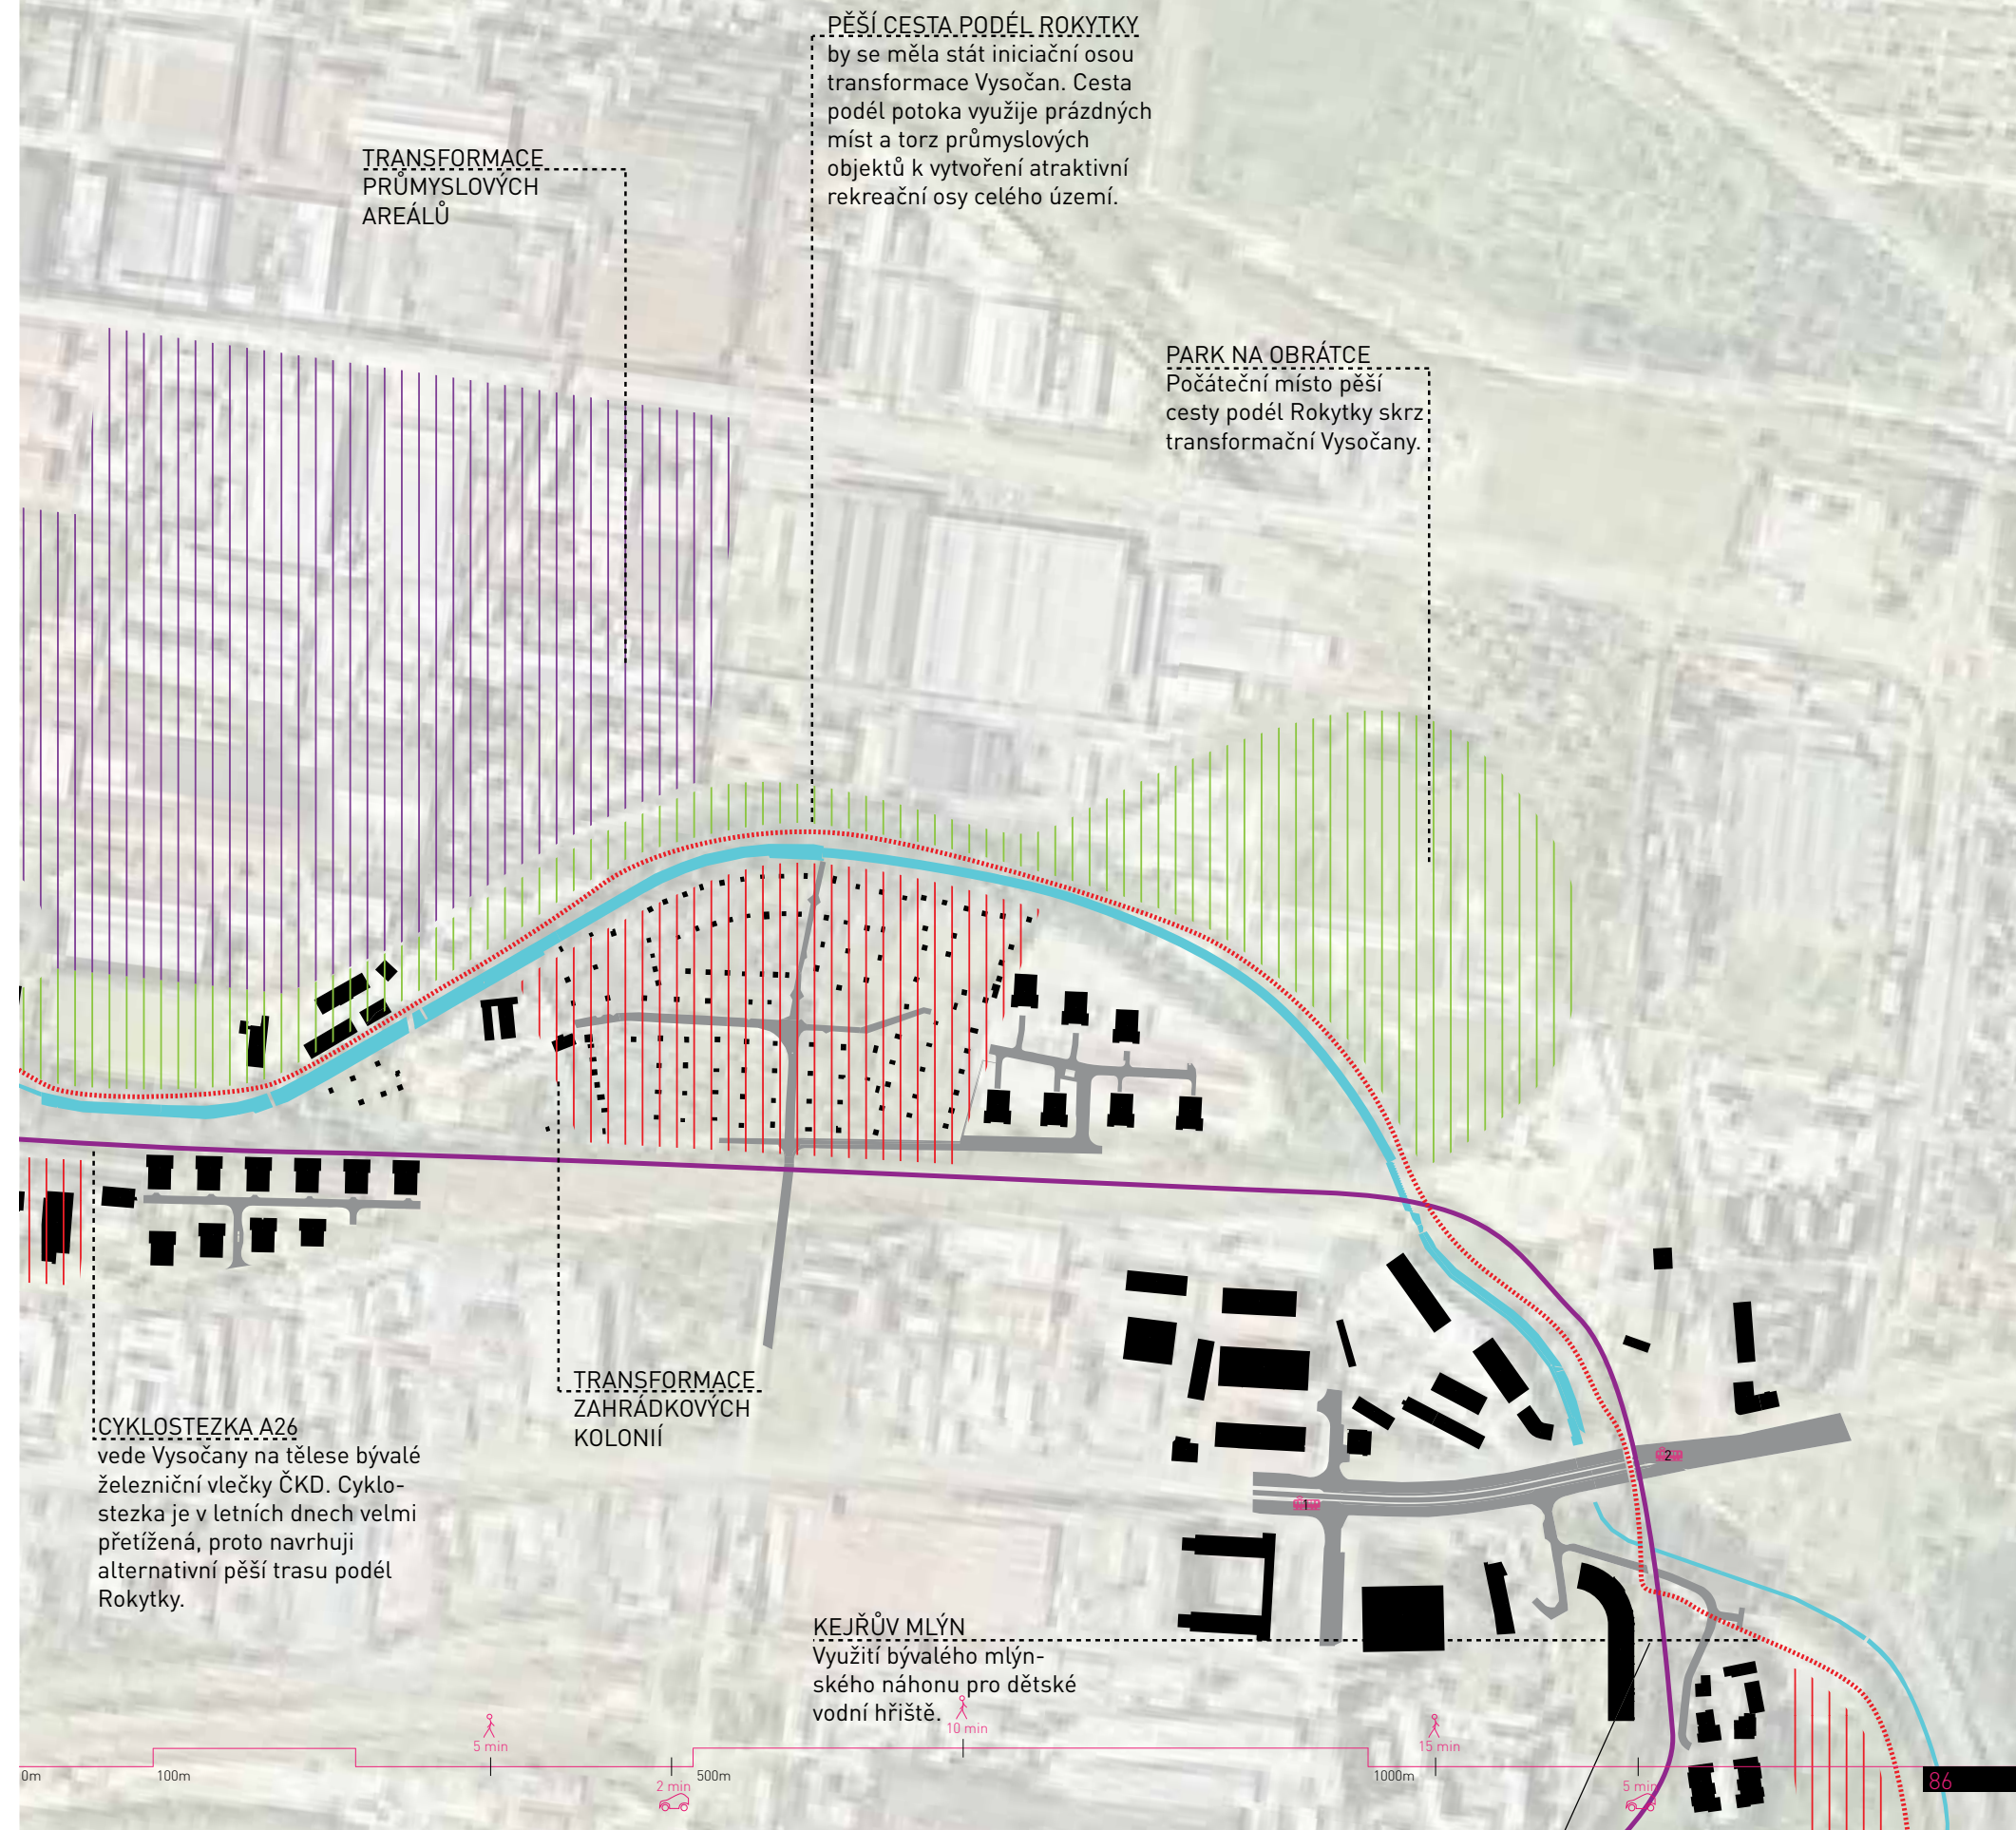 PĚŠÍ CESTA PODÉL ROKYTKY
by se měla stát iniciační osou
transformace Vysočan. Cesta
podél potoka využije prázdných
míst a torz průmyslových
objektů k vytvoření atraktivní
rekreační osy celého území.
TRANSFORMACE
PRŮMYSLOVÝCH
AREÁLŮ
PARK NA OBRÁTCE
Počáteční místo pěší
cesty podél Rokytky skrz
transformační Vysočany.
TRANSFORMACE
ZAHRÁDKOVÝCH
KOLONIÍ
CYKLOSTEZKA A26
vede Vysočany na tělese bývalé
železniční vlečky ČKD. Cyklo-
stezka je v letních dnech velmi
přetížená, proto navrhuji
alternativní pěší trasu podél
Rokytky.
2
1
KEJŘŮV MLÝN
Využití bývalého mlýn-
ského náhonu pro dětské
vodní hřiště.
5 min
10 min
15 min
0m
100m
500m
1000m
2 min
5 min
86